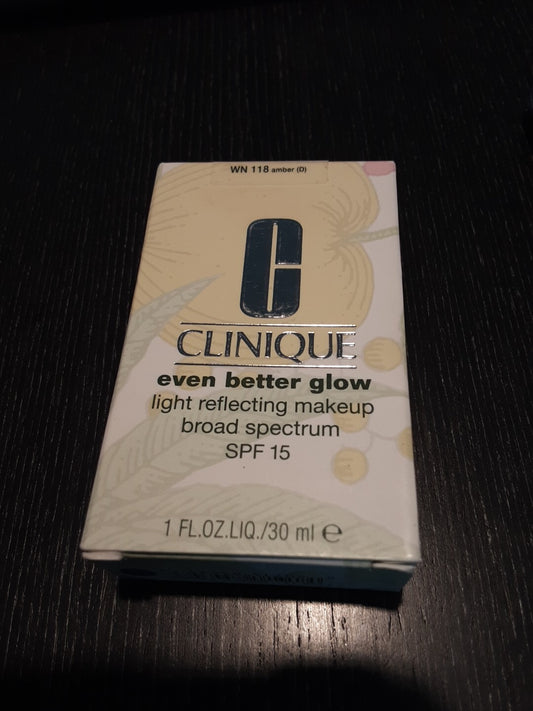 WN 118 amber (D)
C
CLINIQUE
even better glow
light reflecting makeup
broad spectrum
SPF 15
1 FL.OZ.LIQ./30 ml ℮